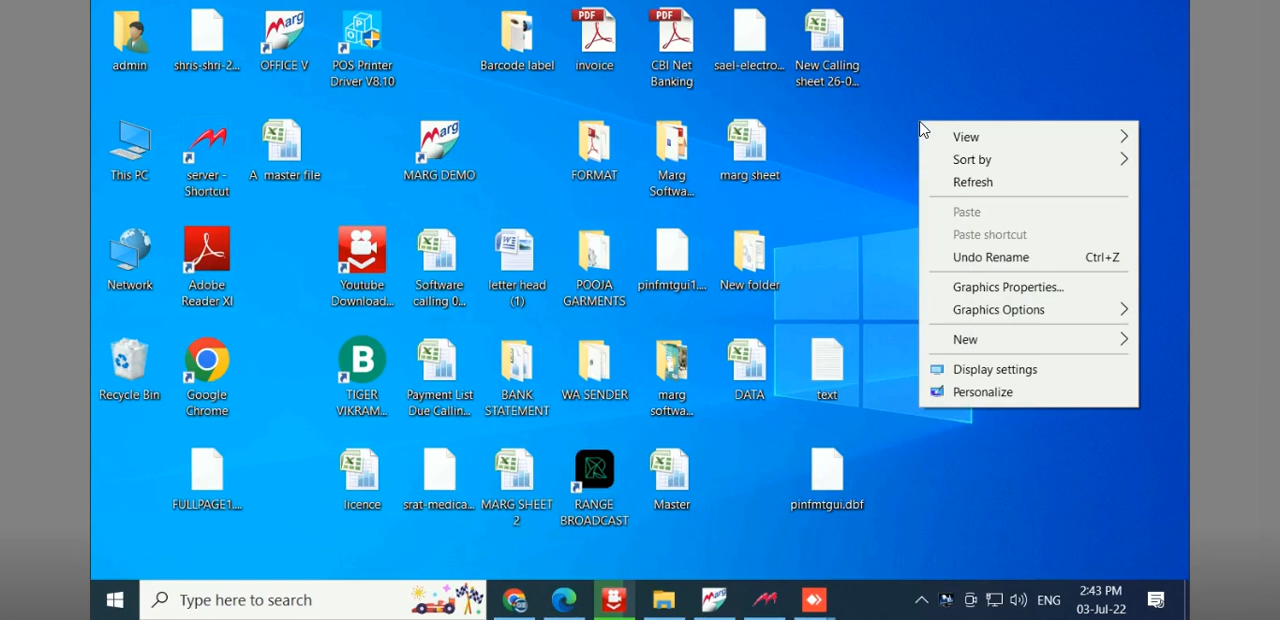 admin
shris-shri-2...
OFFICE V
POS Printer
Driver V8.10
Barcode label
invoice
CBI Net
Banking
sael-electro...
New Calling
sheet 26-0...
This PC
server -
Shortcut
A master file
MARG DEMO
FORMAT
Marg
Softwa...
marg sheet
Network
Adobe
Reader XI
Youtube
Download...
Software
calling 0...
letter head
(1)
POOJA
GARMENTS
pinfmtgui1....
New folder
Recycle Bin
Google
Chrome
TIGER
VIKRAM...
Payment List
Due Callin...
BANK
STATEMENT
WA SENDER
marg
softwa...
DATA
text
FULLPAGE1....
licence
srat-medica...
MARG SHEET
2
RANGE
BROADCAST
Master
pinfmtgui.dbf
PDF
PDF
Marg
Marg
B
View
Sort by
Refresh
Paste
Paste shortcut
Undo Rename Ctrl+Z
Graphics Properties...
Graphics Options
New
Display settings
Personalize
Type here to search
ENG
2:43 PM
03-Jul-22